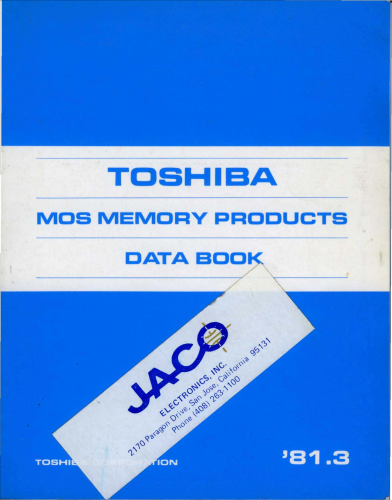 TOSHIBA
MOS MEMORY PRODUCTS
DATA BOOK
JACO
ELECTRONICS, INC.
2170 Paragon Drive, San Jose, California 95131
Phone (408) 263-1100
TOSHIBA CORPORATION
'81.3